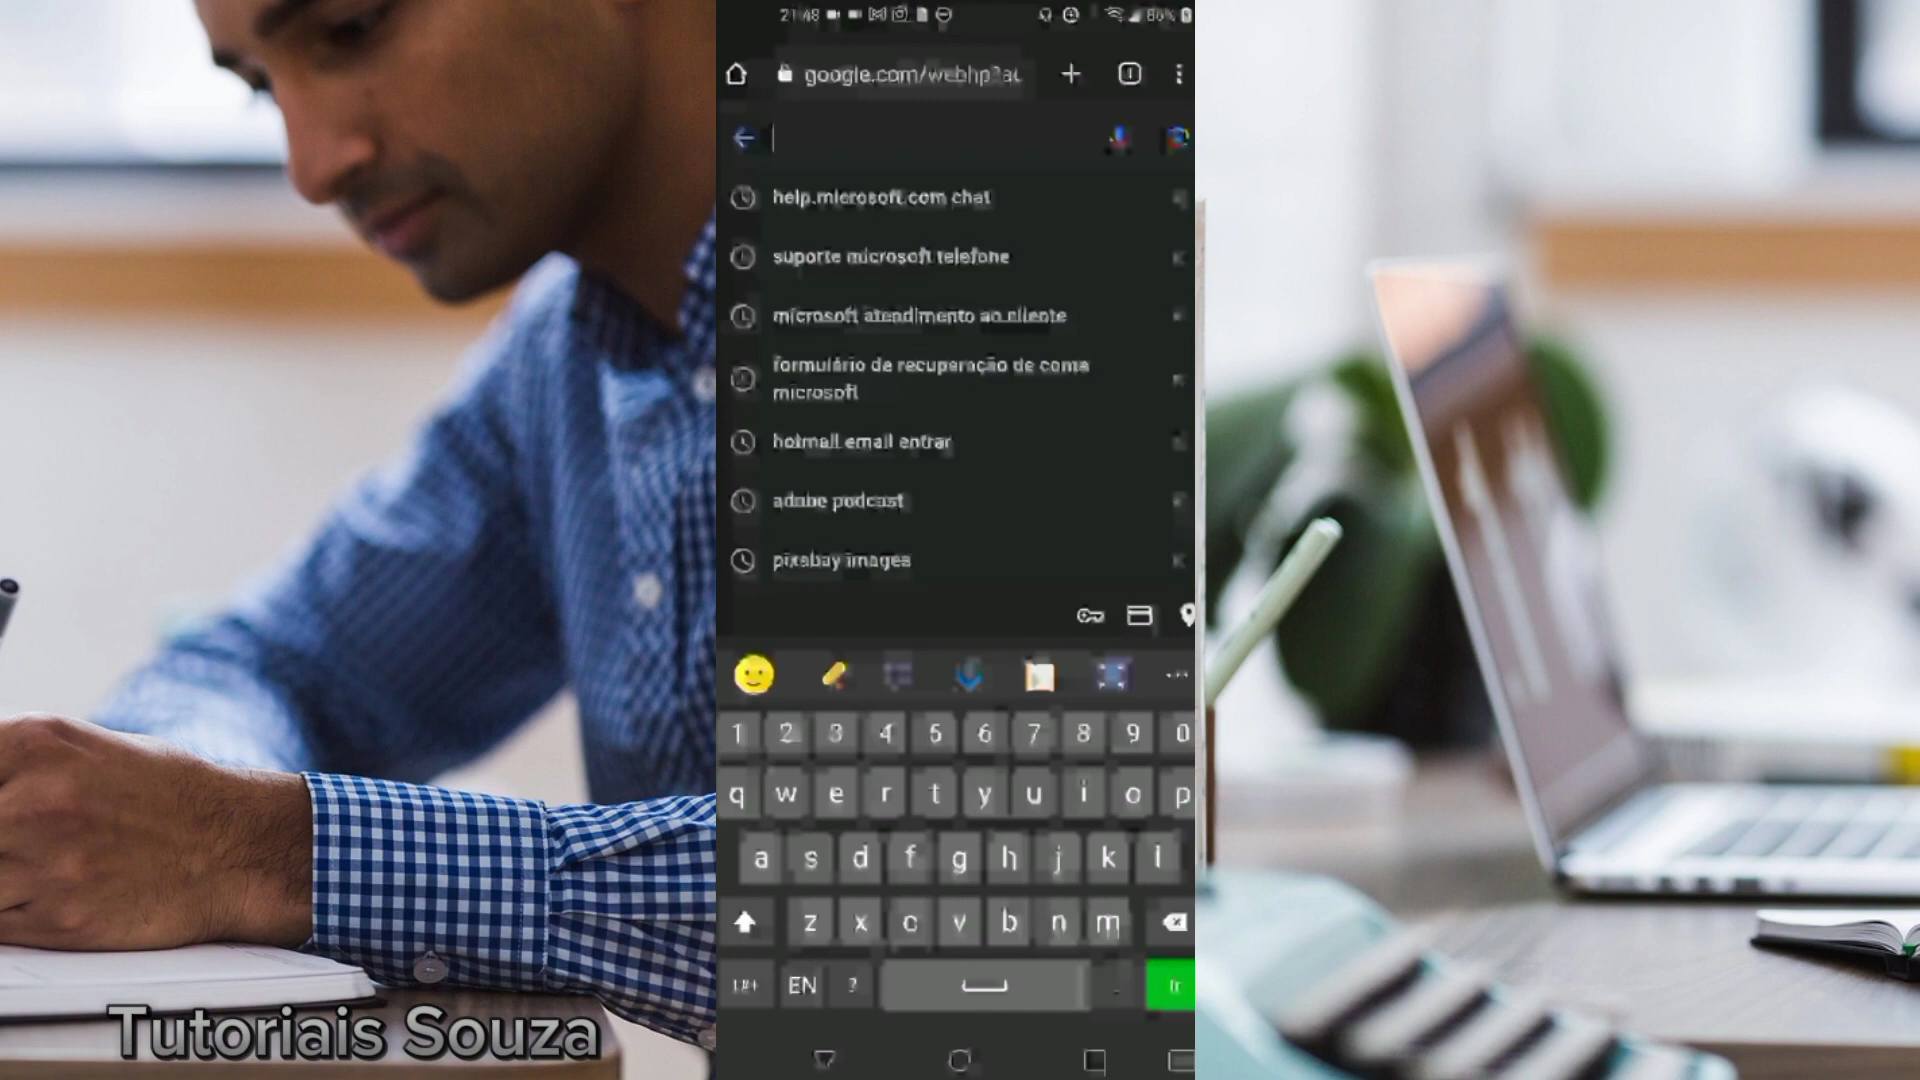 21:48
86%
google.com/webhp?au
help.microsoft.com chat
suporte microsoft telefone
microsoft atendimento ao cliente
formulário de recuperação de conta
microsoft
hotmail email entrar
adobe podcast
pixabay images
1 2 3 4 5 6 7 8 9 0
q w e r t y u i o p
a s d f g h j k l
z x c v b n m
!#+ EN ? . Ir
Tutoriais Souza